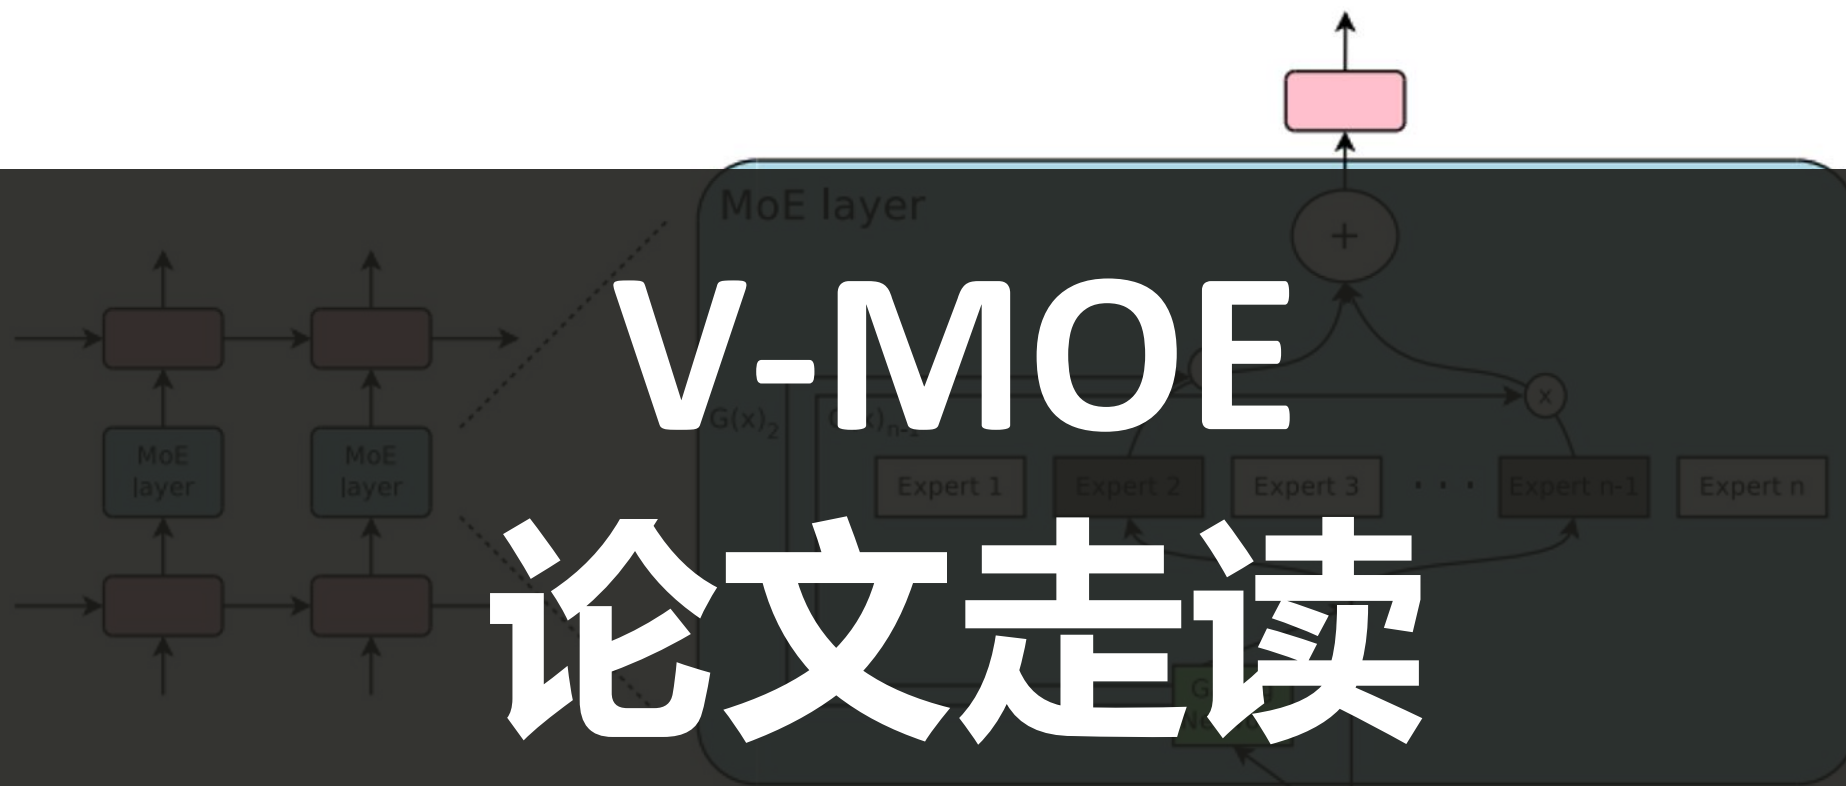 MoE layer
+
V-MOE
x
G(x)2
MoE
layer
MoE
layer
Expert 1
Expert 2
Expert 3
. . .
Expert n-1
Expert n
论文走读